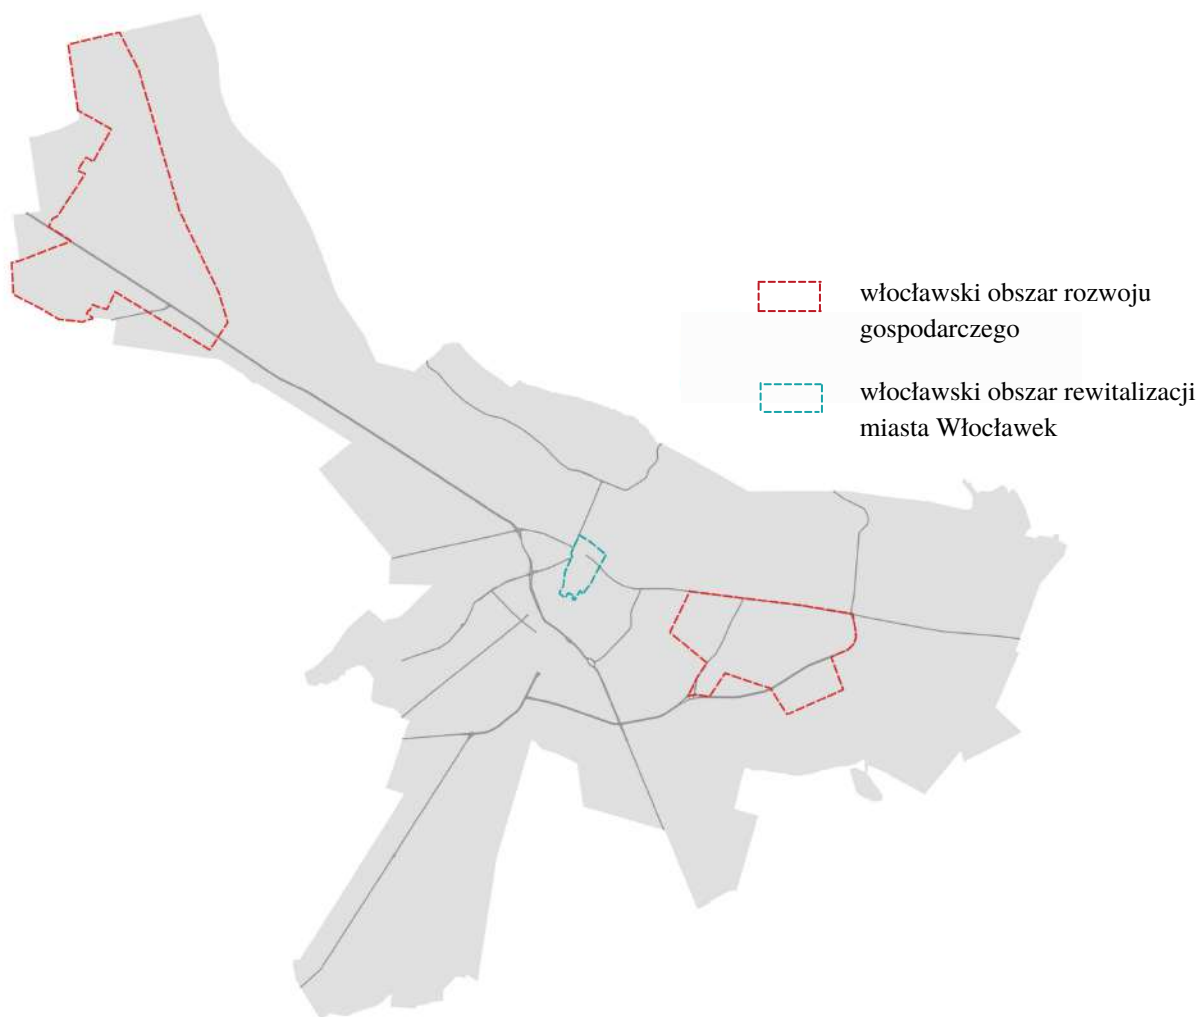 włocławski obszar rozwoju
gospodarczego
włocławski obszar rewitalizacji
miasta Włocławek